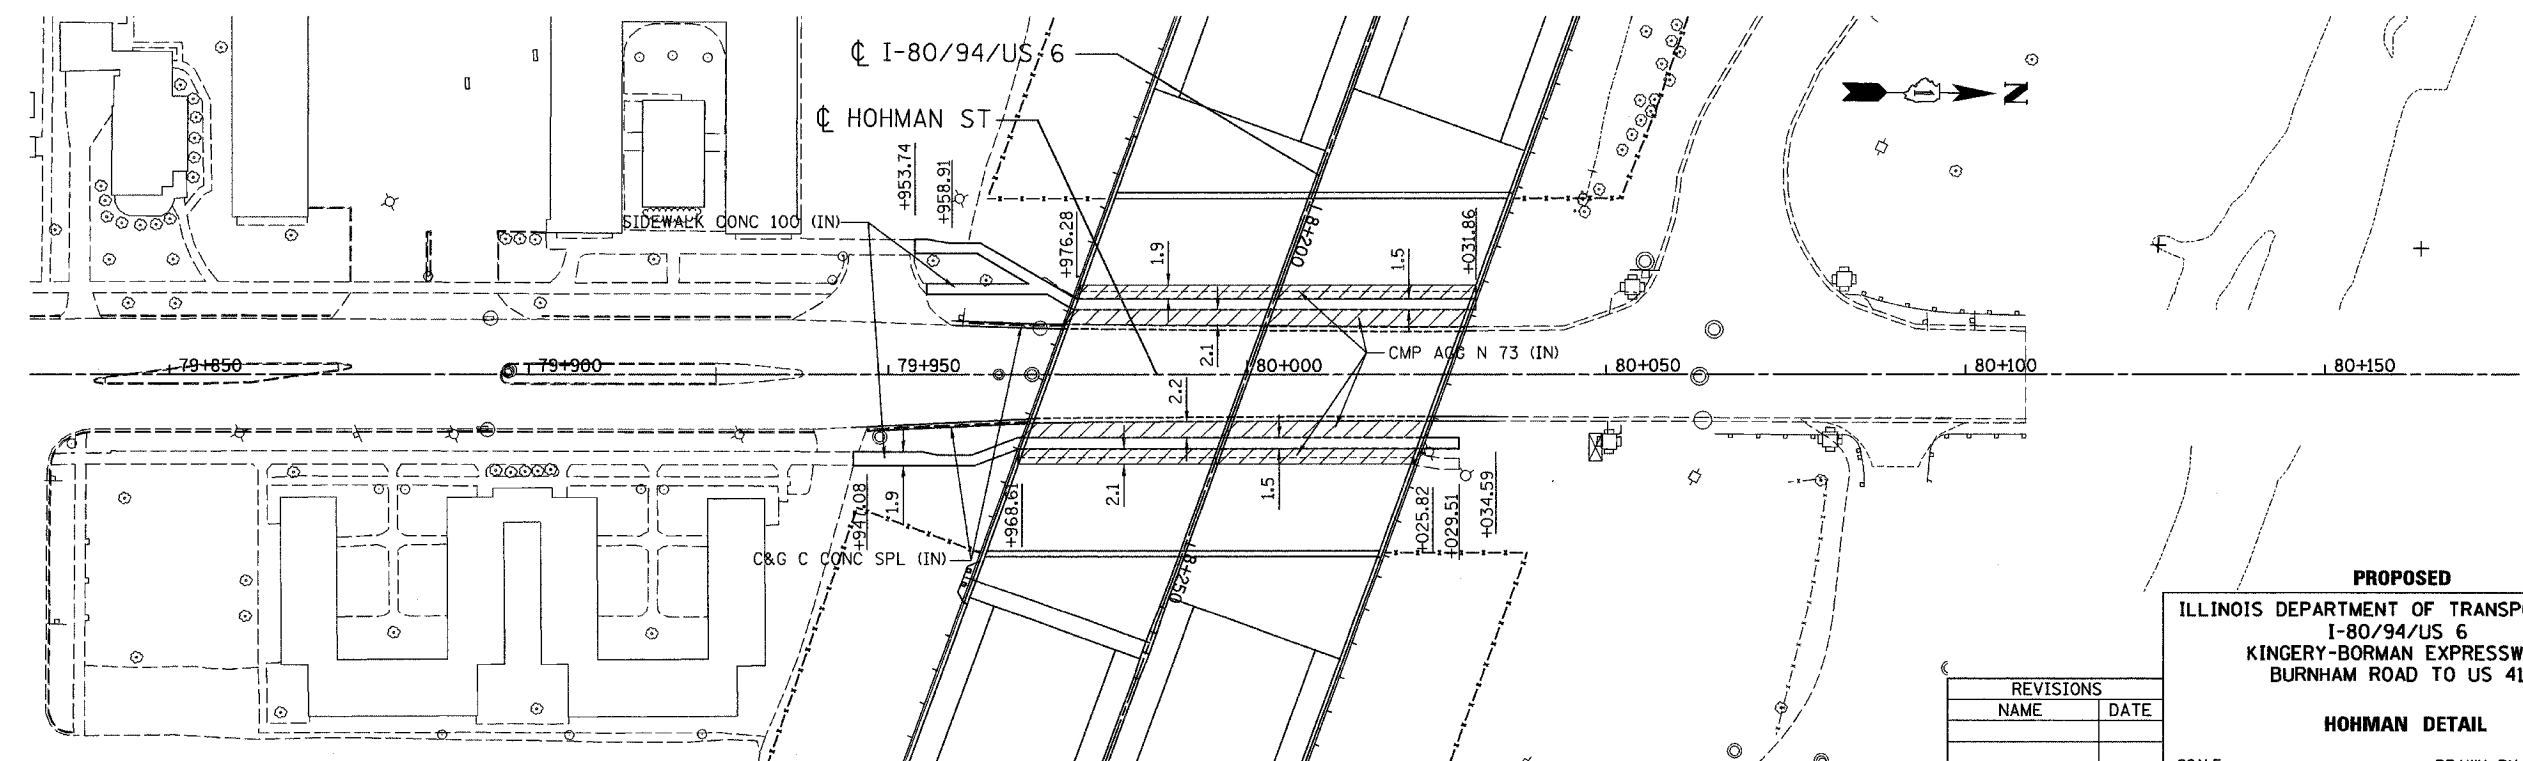 ℄ I-80/94/US 6
℄ HOHMAN ST
N
+953.74
+958.91
SIDEWALK CONC 100 (IN)
+976.28
1.9
L 8+200
1.5
+031.86
2.1
CMP AGG N 73 (IN)
79+850
79+900
79+950
80+000
80+050
80+100
80+150
2.2
+947.08
1.9
+968.61
2.1
1.5
+025.82
+029.51
+034.59
C&G C CONC SPL (IN)
L 8+250
PROPOSED
ILLINOIS DEPARTMENT OF TRANSP
I-80/94/US 6
KINGERY-BORMAN EXPRESSW
BURNHAM ROAD TO US 41
REVISIONS
NAME DATE
HOHMAN DETAIL